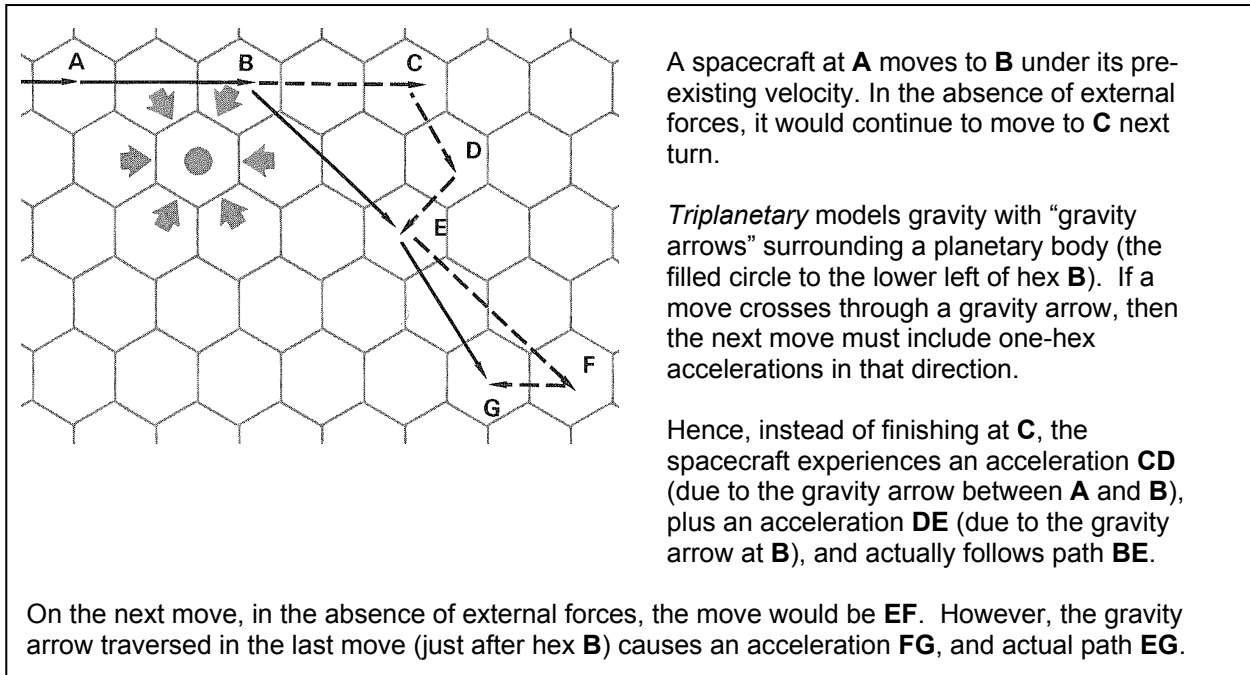 A B C
D
E
F
G
A spacecraft at A moves to B under its pre-
existing velocity. In the absence of external
forces, it would continue to move to C next
turn.
Triplanetary models gravity with “gravity
arrows” surrounding a planetary body (the
filled circle to the lower left of hex B).  If a
move crosses through a gravity arrow, then
the next move must include one-hex
accelerations in that direction.
Hence, instead of finishing at C, the
spacecraft experiences an acceleration CD
(due to the gravity arrow between A and B),
plus an acceleration DE (due to the gravity
arrow at B), and actually follows path BE.
On the next move, in the absence of external forces, the move would be EF.  However, the gravity
arrow traversed in the last move (just after hex B) causes an acceleration FG, and actual path EG.